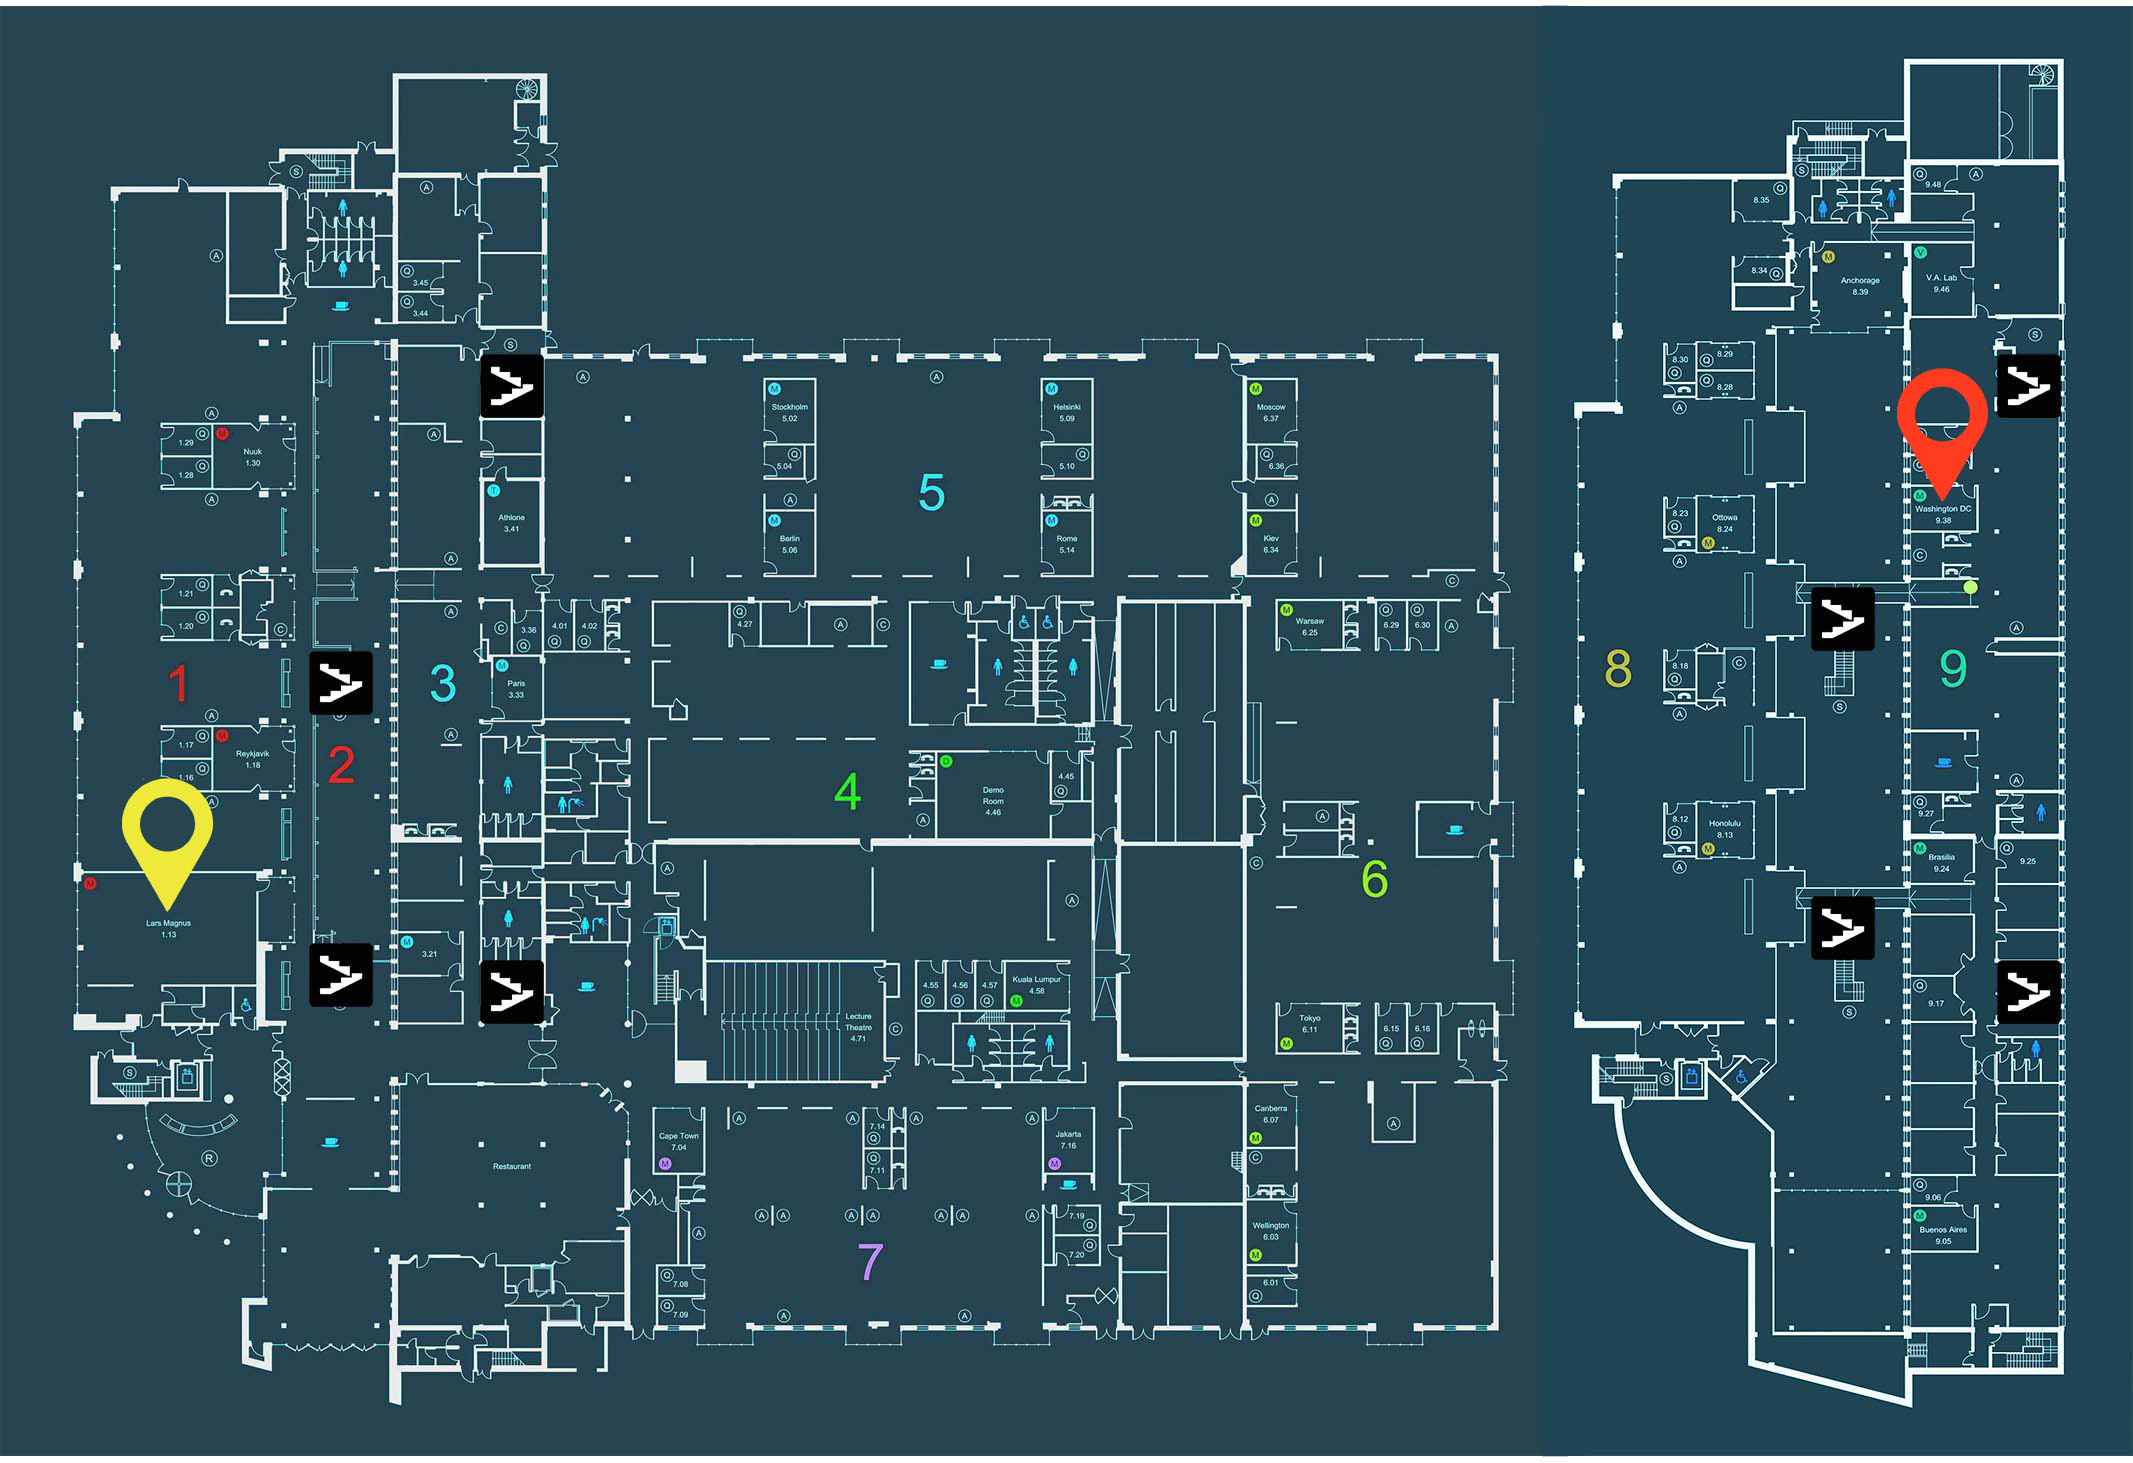 S
A
A
Q
3.45
Q
3.44
S
A
A
1.29
Q
M
Nuuk
1.30
1.28
Q
A
A
T
Athlone
3.41
A
1.21
Q
1.20
Q
C
A
C
3.36
Q
4.01
Q
4.02
Q
M
Paris
3.33
1
2
3
A
A
1.17
Q
M
Reykjavik
1.18
1.16
Q
A
M
Lars Magnus
1.13
M
3.21
S
R
Restaurant
A
M
Stockholm
5.02
Q
5.04
A
M
Berlin
5.06
A
5
M
Helsinki
5.09
Q
5.10
M
Rome
5.14
M
Moscow
6.37
Q
6.36
A
M
Kiev
6.34
C
Q
4.27
A
C
M
Warsaw
6.25
Q
6.29
Q
6.30
A
4
D
Demo
Room
4.46
4.45
Q
A
A
A
A
C
6
4.55
Q
4.56
Q
4.57
Q
Kuala Lumpur
4.58
M
Lecture
Theatre
4.71
C
Tokyo
6.11
M
6.15
Q
6.16
Q
Cape Town
7.04
M
A
A
7.14
Q
7.11
Q
A
A
Jakarta
7.16
M
Canberra
6.07
M
C
A
A
A
A
A
A
A
A
A
7.19
Q
7.20
Q
Wellington
6.03
M
6.01
Q
7
Q
7.08
Q
7.09
A
A
S
8.35
Q
Q
9.48
A
M
Anchorage
8.39
8.34
Q
V
V.A. Lab
9.46
S
8.30
Q
Q
8.29
Q
8.28
A
Q
Q
M
Washington DC
9.38
8.23
Q
Ottowa
8.24
M
A
C
A
8
9
8.18
Q
C
A
S
A
Q
9.27
8.12
Q
Honolulu
8.13
M
A
M
Brasilia
9.24
Q
9.25
Q
9.17
S
S
Q
9.06
M
Buenos Aires
9.05